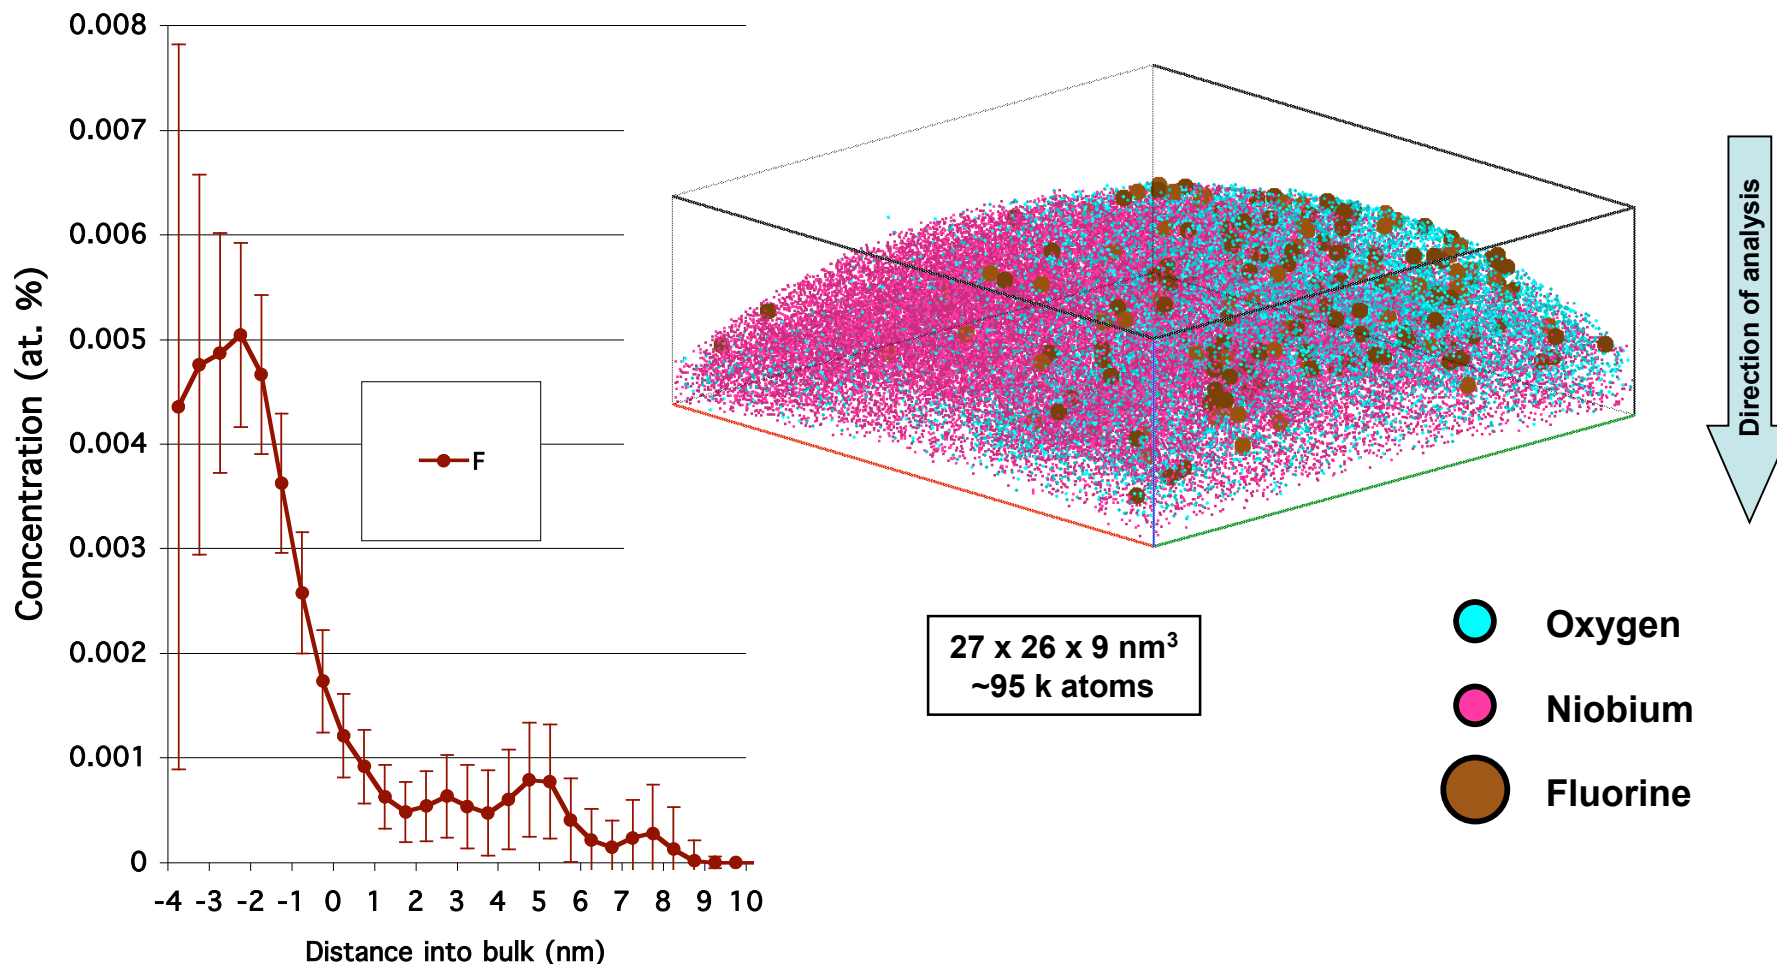 0.008
0.007
0.006
0.005
0.004
0.003
0.002
0.001
0
Concentration (at. %)
F
-4 -3 -2 -1 0 1 2 3 4 5 6 7 8 9 10
Distance into bulk (nm)
Direction of analysis
27 x 26 x 9 nm³
~95 k atoms
Oxygen
Niobium
Fluorine